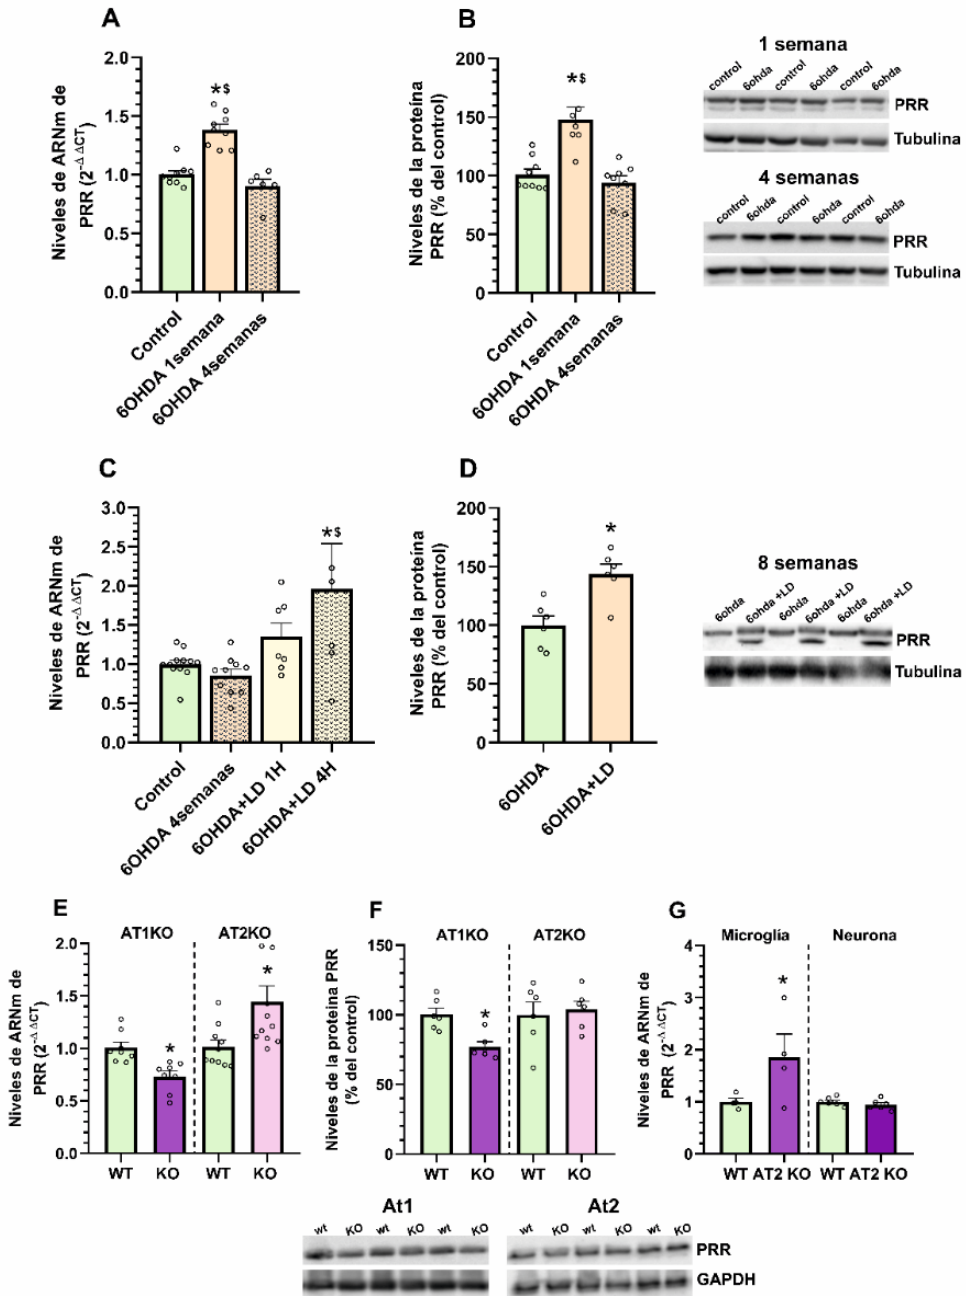 A
Niveles de ARNm de
PRR (2^-Δ ΔCT)
2.0
1.5
1.0
0.5
0.0
*$
Control
6OHDA 1semana
6OHDA 4semanas
B
Niveles de la proteína
PRR (% del control)
200
150
100
50
0
*$
Control
6OHDA 1semana
6OHDA 4semanas
1 semana
control 6ohda control 6ohda control 6ohda
PRR
Tubulina
4 semanas
control 6ohda control 6ohda control 6ohda
PRR
Tubulina
C
Niveles de ARNm de
PRR (2^-Δ ΔCT)
3.0
2.5
2.0
1.5
1.0
0.5
0.0
*$
Control
6OHDA 4semanas
6OHDA+LD 1H
6OHDA+LD 4H
D
Niveles de la proteína
PRR (% del control)
200
150
100
50
0
*
6OHDA
6OHDA+LD
8 semanas
6ohda 6ohda +LD 6ohda 6ohda +LD 6ohda 6ohda +LD
PRR
Tubulina
E
AT1KO AT2KO
Niveles de ARNm de
PRR (2^-Δ ΔCT)
2.0
1.5
1.0
0.5
0.0
* *
WT KO WT KO
F
AT1KO AT2KO
Niveles de la proteina PRR
(% del control)
150
100
50
0
*
WT KO WT KO
At1 At2
wt KO wt KO wt KO wt KO wt KO wt KO
PRR
GAPDH
G
Microglía Neurona
Niveles de ARNm de
PRR (2^-Δ ΔCT)
4
3
2
1
0
*
WT AT2 KO WT AT2 KO